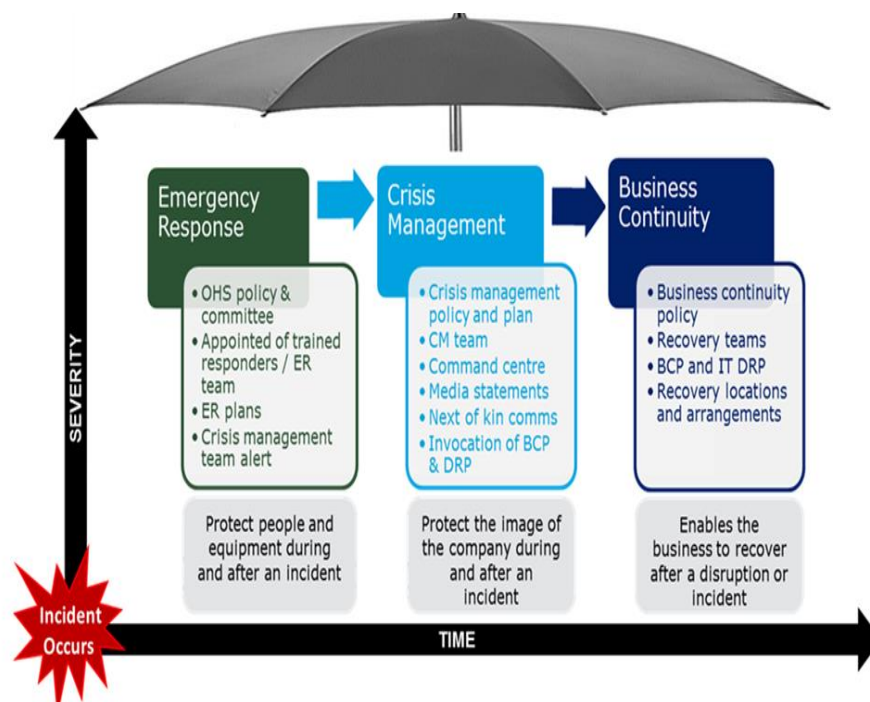 Emergency
Response
• OHS policy &
committee
• Appointed of trained
responders / ER
team
• ER plans
• Crisis management
team alert
Protect people and
equipment during
and after an incident
Crisis
Management
• Crisis management
policy and plan
• CM team
• Command centre
• Media statements
• Next of kin comms
• Invocation of BCP
& DRP
Protect the image of
the company during
and after an
incident
Business
Continuity
• Business continuity
policy
• Recovery teams
• BCP and IT DRP
• Recovery locations
and arrangements
Enables the
business to recover
after a disruption or
incident
SEVERITY
Incident
Occurs
TIME